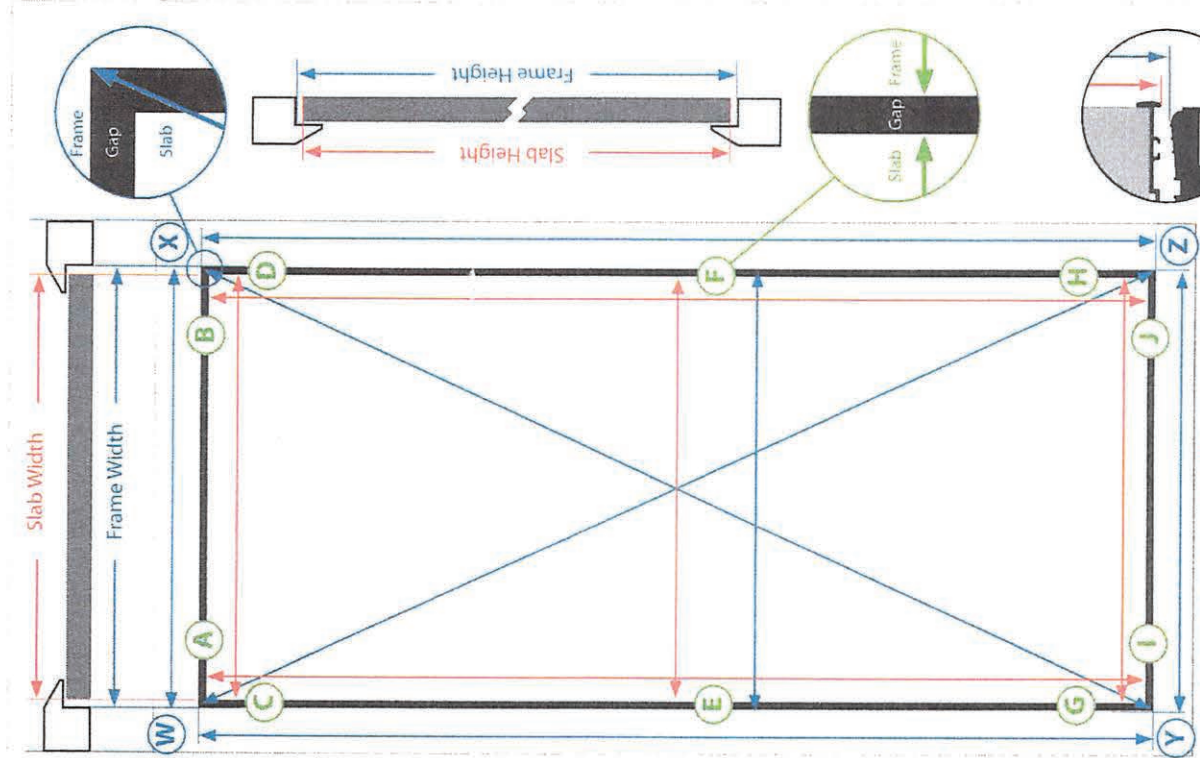 Slab Width
Frame Width
Frame
Gap
Slab
Frame Height
Slab Height
Slab
Gap
Frame
W
X
A
B
C
D
E
F
G
H
I
J
Y
Z